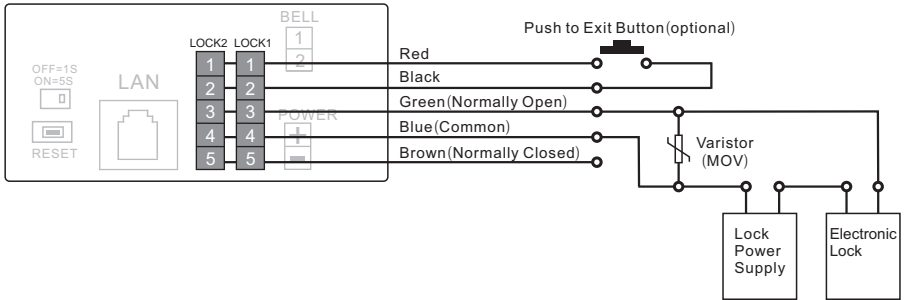 BELL
1
2
Push to Exit Button(optional)
LOCK2 LOCK1
OFF=1S
ON=5S
LAN
RESET
POWER
+
-
1 1
2 2
3 3
4 4
5 5
Red
Black
Green(Normally Open)
Blue(Common)
Brown(Normally Closed)
Varistor
(MOV)
Lock
Power
Supply
Electronic
Lock